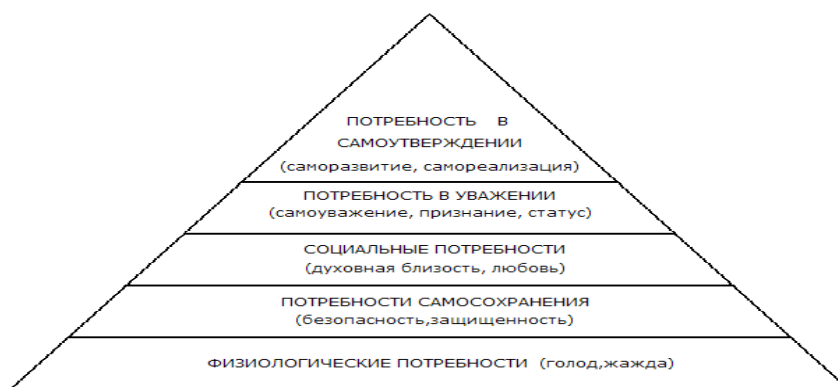 ПОТРЕБНОСТЬ В
САМОУТВЕРЖДЕНИИ
(саморазвитие, самореализация)
ПОТРЕБНОСТЬ В УВАЖЕНИИ
(самоуважение, признание, статус)
СОЦИАЛЬНЫЕ ПОТРЕБНОСТИ
(духовная близость, любовь)
ПОТРЕБНОСТИ САМОСОХРАНЕНИЯ
(безопасность,защищенность)
ФИЗИОЛОГИЧЕСКИЕ ПОТРЕБНОСТИ (голод,жажда)